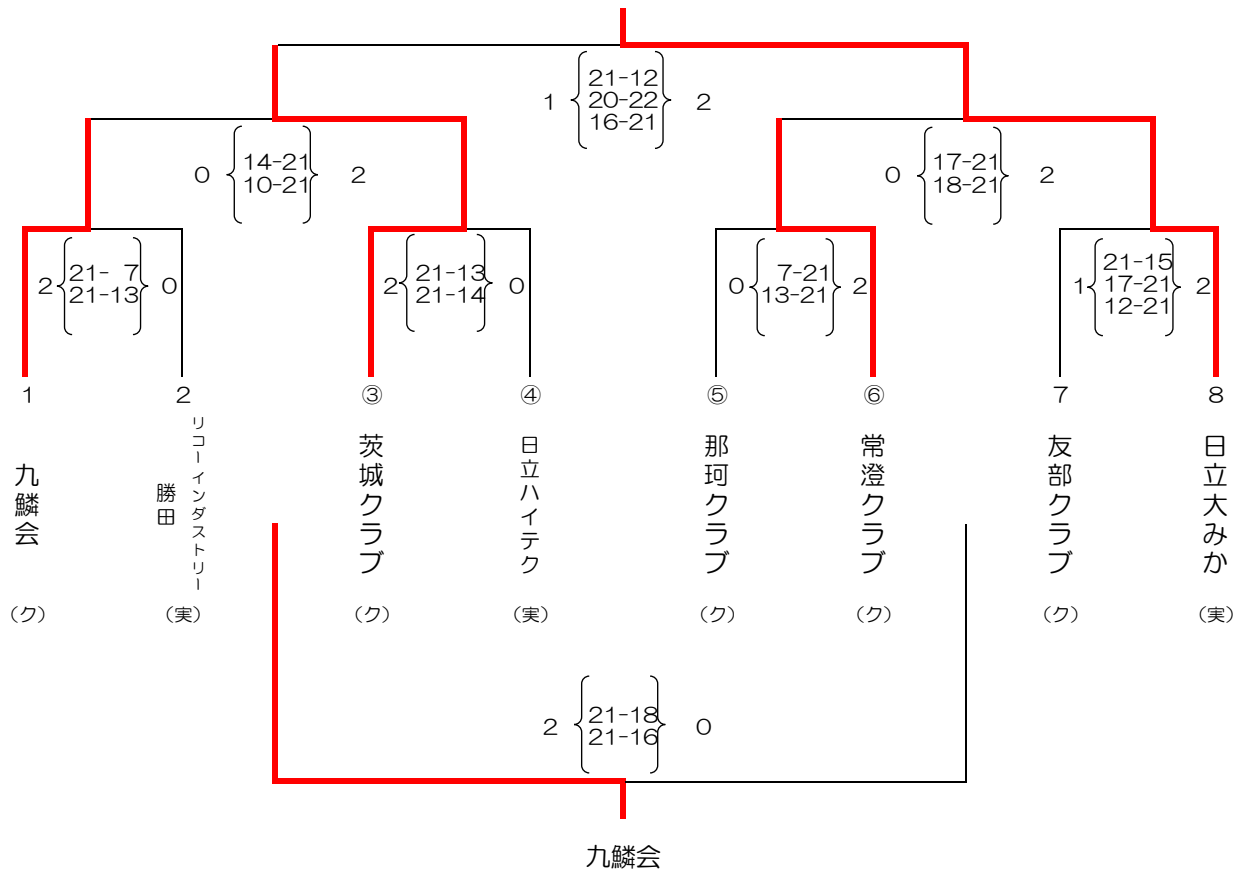 21-12
1 20-22 2
16-21
0 14-21 2
10-21
0 17-21 2
18-21
2 21- 7 0
21-13
2 21-13 0
21-14
0 7-21 2
13-21
21-15
1 17-21 2
12-21
1
2
③
④
⑤
⑥
7
8
九鱗会
リコーインダストリー
勝田
茨城クラブ
日立ハイテク
那珂クラブ
常澄クラブ
友部クラブ
日立大みか
（ク）
（実）
（ク）
（実）
（ク）
（ク）
（ク）
（実）
2 21-18 0
21-16
九鱗会